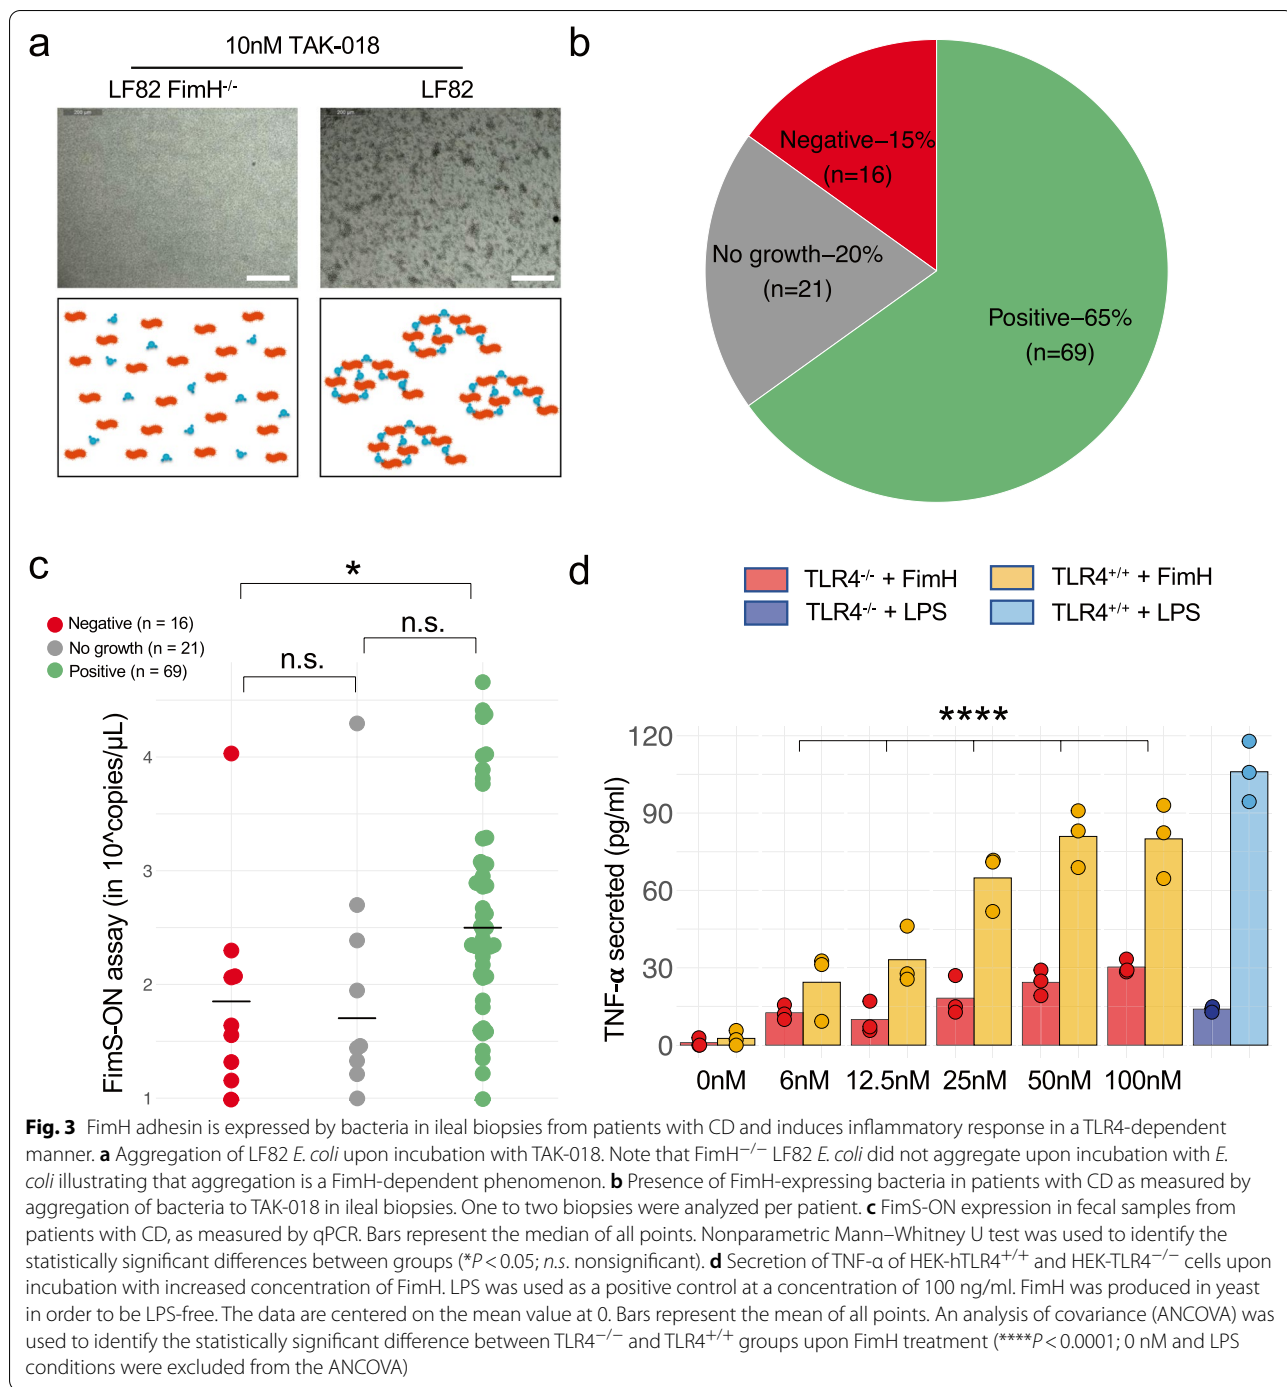 a
10nM TAK-018
LF82 FimH-/-
LF82
200 µm
200 µm
b
Negative–15%
(n=16)
No growth–20%
(n=21)
Positive–65%
(n=69)
c
*
n.s.
n.s.
Negative (n = 16)
No growth (n = 21)
Positive (n = 69)
FimS-ON assay (in 10^copies/µL)
4
3
2
1
d
TLR4-/- + FimH
TLR4+/+ + FimH
TLR4-/- + LPS
TLR4+/+ + LPS
****
TNF-α secreted (pg/ml)
120
90
60
30
0
0nM 6nM 12.5nM 25nM 50nM 100nM
Fig. 3 FimH adhesin is expressed by bacteria in ileal biopsies from patients with CD and induces inflammatory response in a TLR4-dependent
manner. a Aggregation of LF82 E. coli upon incubation with TAK-018. Note that FimH−/− LF82 E. coli did not aggregate upon incubation with E.
coli illustrating that aggregation is a FimH-dependent phenomenon. b Presence of FimH-expressing bacteria in patients with CD as measured by
aggregation of bacteria to TAK-018 in ileal biopsies. One to two biopsies were analyzed per patient. c FimS-ON expression in fecal samples from
patients with CD, as measured by qPCR. Bars represent the median of all points. Nonparametric Mann–Whitney U test was used to identify the
statistically significant differences between groups (*P < 0.05; n.s. nonsignificant). d Secretion of TNF-α of HEK-hTLR4+/+ and HEK-TLR4−/− cells upon
incubation with increased concentration of FimH. LPS was used as a positive control at a concentration of 100 ng/ml. FimH was produced in yeast
in order to be LPS-free. The data are centered on the mean value at 0. Bars represent the mean of all points. An analysis of covariance (ANCOVA) was
used to identify the statistically significant difference between TLR4−/− and TLR4+/+ groups upon FimH treatment (****P < 0.0001; 0 nM and LPS
conditions were excluded from the ANCOVA)